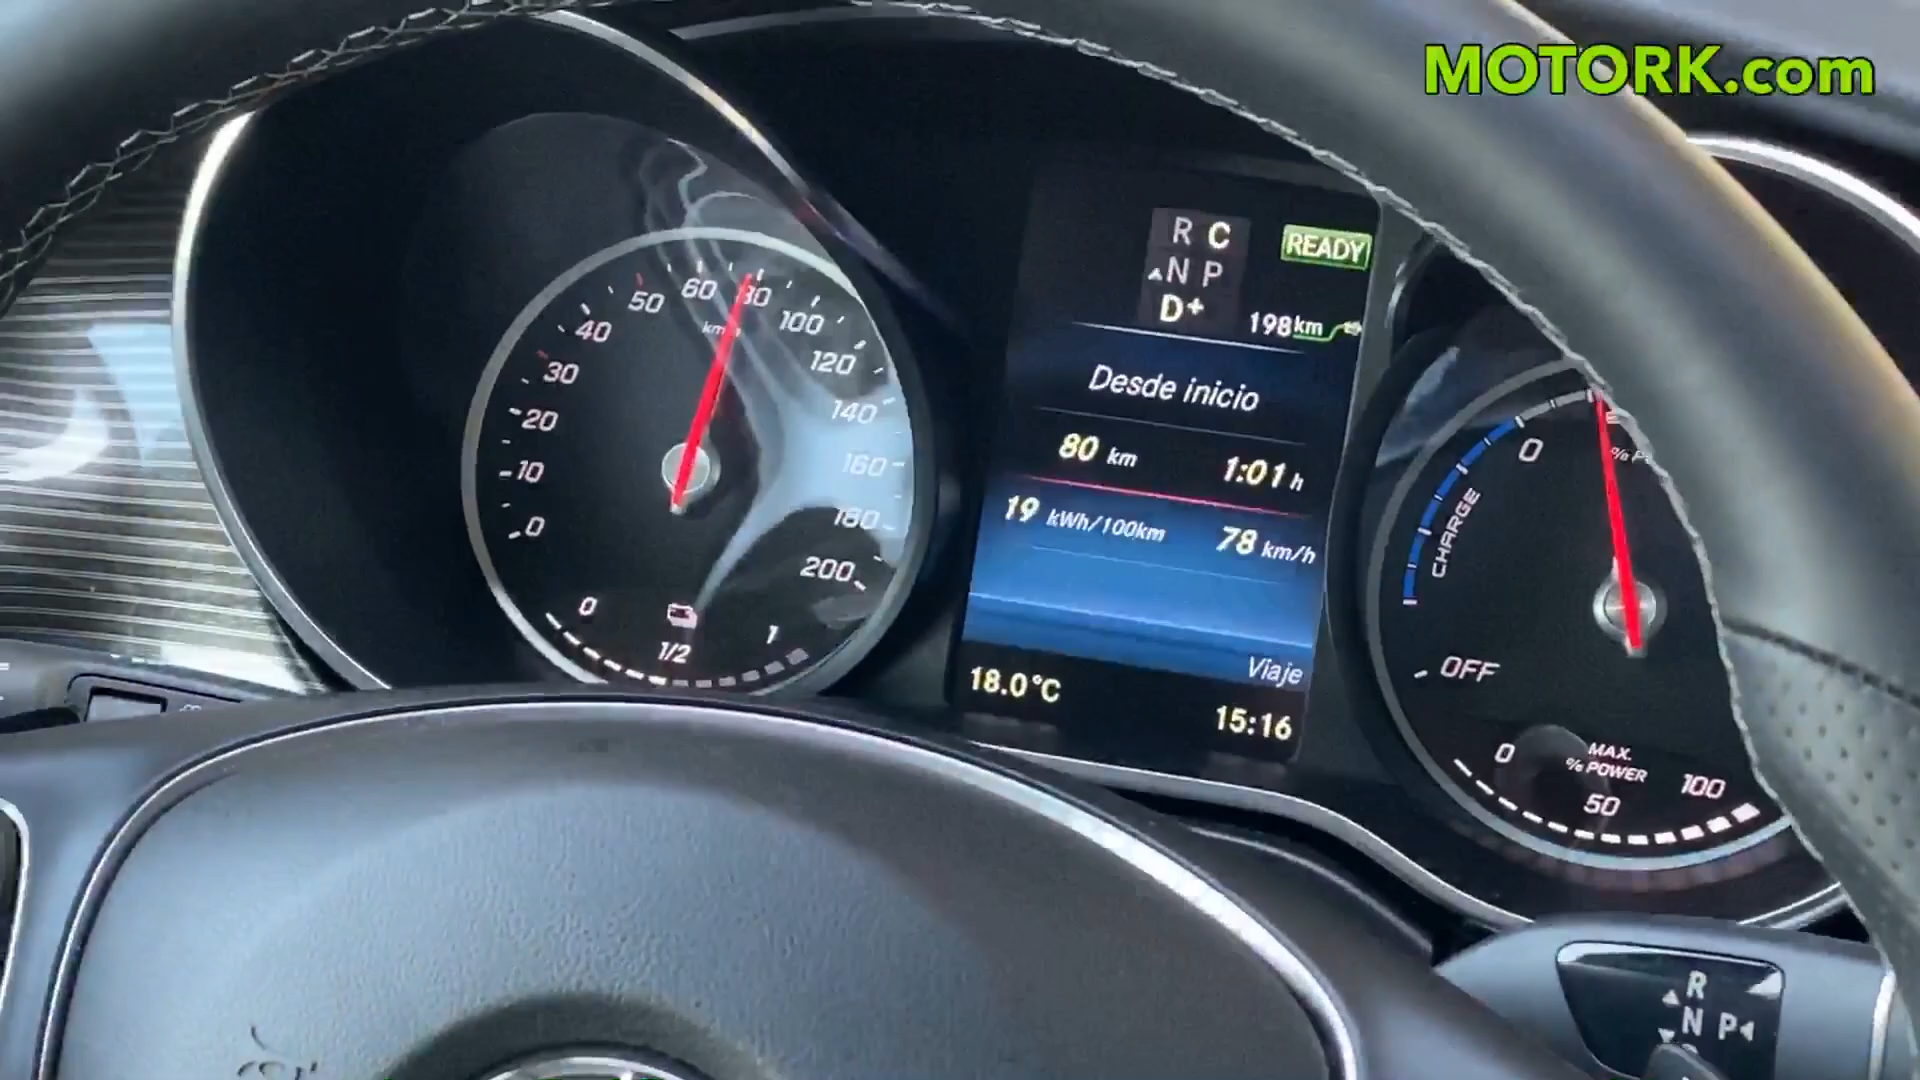 MOTORK.com
0
10
20
30
40
50
60
80
100
120
140
160
180
200
km/h
0
1/2
1
R C
N P
D+
READY
198km
Desde inicio
80 km 1:01 h
19 kWh/100km 78 km/h
Viaje
18.0°C
15:16
0
CHARGE
OFF
MAX.
% POWER
0
50
100
R
N P